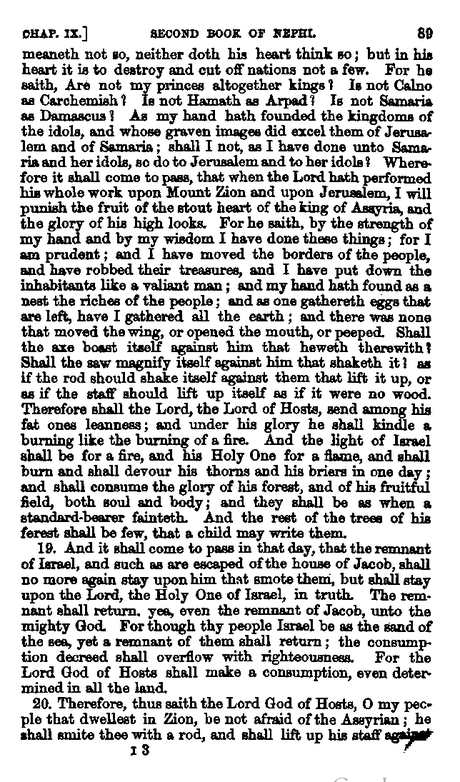 CHAP. IX.] SECOND BOOK OF NEPHI. 89
meaneth not so, neither doth his heart think so; but in his
heart it is to destroy and cut off nations not a few. For he
saith, Are not my princes altogether kings? Is not Calno
as Carchemish? Is not Hamath as Arpad? Is not Samaria
as Damascus? As my hand hath founded the kingdoms of
the idols, and whose graven images did excel them of Jerusa-
lem and of Samaria; shall I not, as I have done unto Sama-
ria and her idols, so do to Jerusalem and to her idols? Where-
fore it shall come to pass, that when the Lord hath performed
his whole work upon Mount Zion and upon Jerusalem, I will
punish the fruit of the stout heart of the king of Assyria, and
the glory of his high looks. For he saith, by the strength of
my hand and by my wisdom I have done these things; for I
am prudent; and I have moved the borders of the people,
and have robbed their treasures, and I have put down the
inhabitants like a valiant man; and my hand hath found as a
nest the riches of the people; and as one gathereth eggs that
are left, have I gathered all the earth; and there was none
that moved the wing, or opened the mouth, or peeped. Shall
the axe boast itself against him that heweth therewith?
Shall the saw magnify itself against him that shaketh it? as
if the rod should shake itself against them that lift it up, or
as if the staff should lift up itself as if it were no wood.
Therefore shall the Lord, the Lord of Hosts, send among his
fat ones leanness; and under his glory he shall kindle a
burning like the burning of a fire. And the light of Israel
shall be for a fire, and his Holy One for a flame, and shall
burn and shall devour his thorns and his briers in one day;
and shall consume the glory of his forest, and of his fruitful
field, both soul and body; and they shall be as when a
standard-bearer fainteth. And the rest of the trees of his
ferest shall be few, that a child may write them.
19. And it shall come to pass in that day, that the remnant
of Israel, and such as are escaped of the house of Jacob, shall
no more again stay upon him that smote them, but shall stay
upon the Lord, the Holy One of Israel, in truth. The rem-
nant shall return, yea, even the remnant of Jacob, unto the
mighty God. For though thy people Israel be as the sand of
the sea, yet a remnant of them shall return; the consump-
tion decreed shall overflow with righteousness. For the
Lord God of Hosts shall make a consumption, even deter-
mined in all the land.
20. Therefore, thus saith the Lord God of Hosts, O my peo-
ple that dwellest in Zion, be not afraid of the Assyrian; he
shall smite thee with a rod, and shall lift up his staff against
I 3